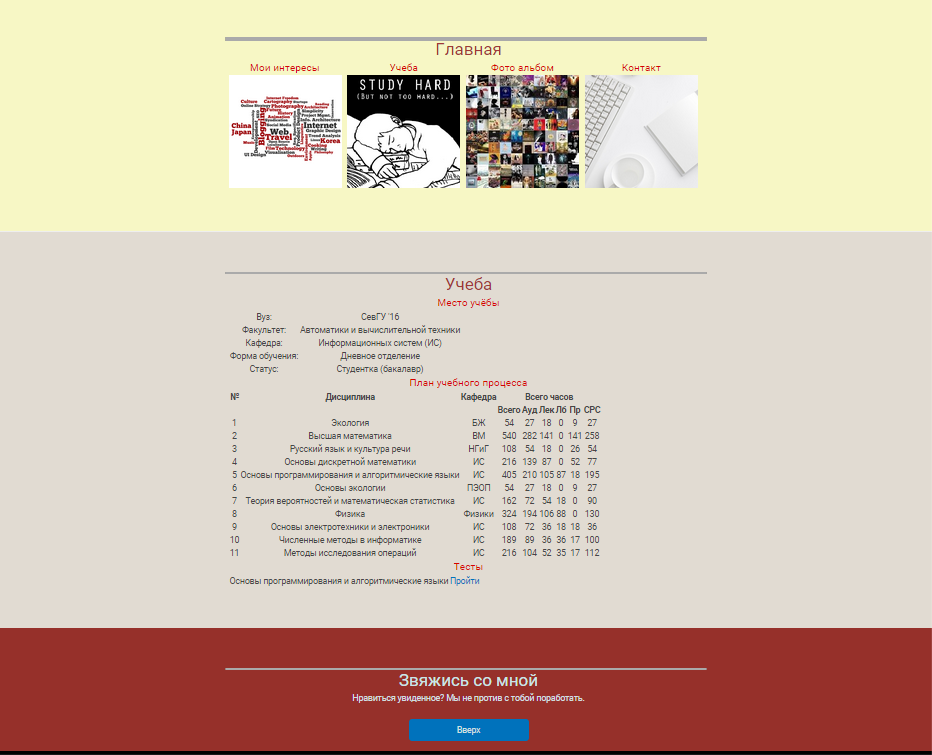 Главная
Мои интересы Учеба Фото альбом Контакт
STUDY HARD
(BUT NOT TOO HARD...)
China
Japan
Culture
Blogging
Web
Travel
Internet
Korea
Cooking
Technology
Photography
UI Design
Учеба
Место учёбы
Вуз: СевГУ '16
Факультет: Автоматики и вычислительной техники
Кафедра: Информационных систем (ИС)
Форма обучения: Дневное отделение
Статус: Студентка (бакалавр)
План учебного процесса
№ Дисциплина Кафедра Всего часов
Всего Ауд Лек Лб Пр СРС
1 Экология БЖ 54 27 18 0 9 27
2 Высшая математика ВМ 540 282 141 0 141 258
3 Русский язык и культура речи НГиГ 108 54 18 0 26 54
4 Основы дискретной математики ИС 216 139 87 0 52 77
5 Основы программирования и алгоритмические языки ИС 405 210 105 87 18 195
6 Основы экологии ПЭОП 54 27 18 0 9 27
7 Теория вероятностей и математическая статистика ИС 162 72 54 18 0 90
8 Физика Физики 324 194 106 88 0 130
9 Основы электротехники и электроники ИС 108 72 36 18 18 36
10 Численные методы в информатике ИС 189 89 36 36 17 100
11 Методы исследования операций ИС 216 104 52 35 17 112
Тесты
Основы программирования и алгоритмические языки Пройти
Звяжись со мной
Нравиться увиденное? Мы не против с тобой поработать.
Вверх